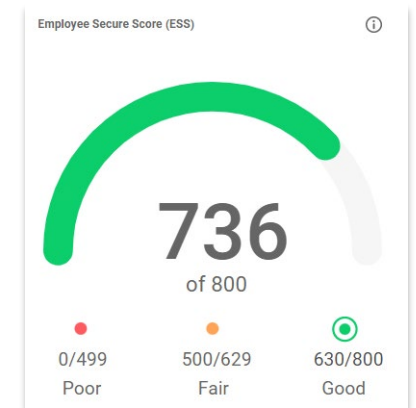 Employee Secure Score (ESS)
736
of 800
0/499 500/629 630/800
Poor Fair Good